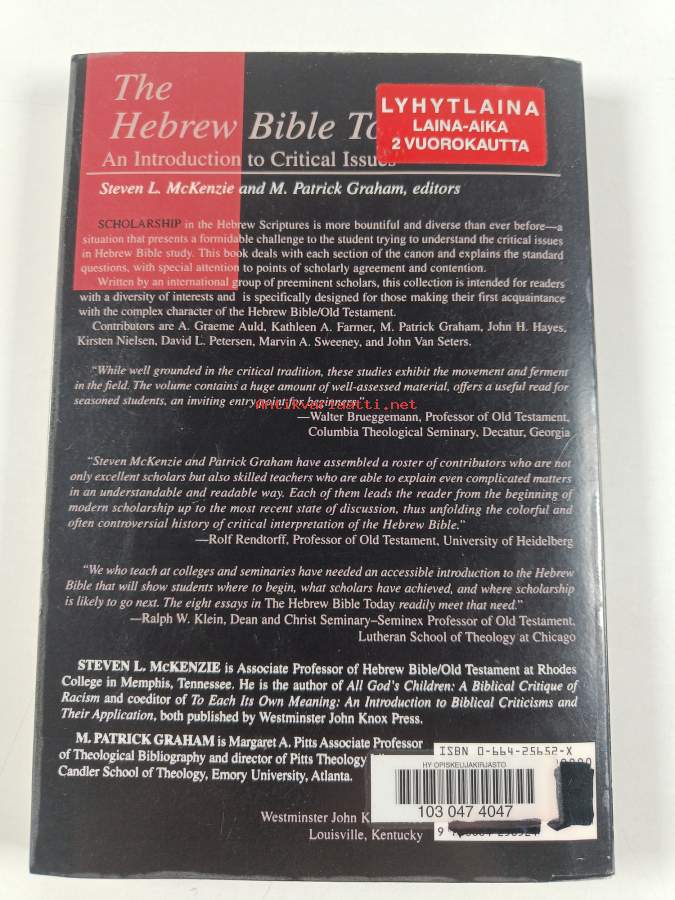 The
Hebrew Bible To
An Introduction to Critical Issues
LYHYTLAINA
LAINA-AIKA
2 VUOROKAUTTA
Steven L. McKenzie and M. Patrick Graham, editors
SCHOLARSHIP in the Hebrew Scriptures is more bountiful and diverse than ever before—a
situation that presents a formidable challenge to the student trying to understand the critical issues
in Hebrew Bible study. This book deals with each section of the canon and explains the standard
questions, with special attention to points of scholarly agreement and contention.
Written by an international group of preeminent scholars, this collection is intended for readers
with a diversity of interests and is specifically designed for those making their first acquaintance
with the complex character of the Hebrew Bible/Old Testament.
Contributors are A. Graeme Auld, Kathleen A. Farmer, M. Patrick Graham, John H. Hayes,
Kirsten Nielsen, David L. Petersen, Marvin A. Sweeney, and John Van Seters.
“While well grounded in the critical tradition, these studies exhibit the movement and ferment
in the field. The volume contains a huge amount of well-assessed material, offers a useful read for
seasoned students, an inviting entry point for beginners.”
antikvariaatti.net
—Walter Brueggemann, Professor of Old Testament,
Columbia Theological Seminary, Decatur, Georgia
“Steven McKenzie and Patrick Graham have assembled a roster of contributors who are not
only excellent scholars but also skilled teachers who are able to explain even complicated matters
in an understandable and readable way. Each of them leads the reader from the beginning of
modern scholarship up to the most recent state of discussion, thus unfolding the colorful and
often controversial history of critical interpretation of the Hebrew Bible.”
—Rolf Rendtorff, Professor of Old Testament, University of Heidelberg
“We who teach at colleges and seminaries have needed an accessible introduction to the Hebrew
Bible that will show students where to begin, what scholars have achieved, and where scholarship
is likely to go next. The eight essays in The Hebrew Bible Today readily meet that need.”
—Ralph W. Klein, Dean and Christ Seminary–Seminex Professor of Old Testament,
Lutheran School of Theology at Chicago
STEVEN L. McKENZIE is Associate Professor of Hebrew Bible/Old Testament at Rhodes
College in Memphis, Tennessee. He is the author of All God's Children: A Biblical Critique of
Racism and coeditor of To Each Its Own Meaning: An Introduction to Biblical Criticisms and
Their Application, both published by Westminster John Knox Press.
M. PATRICK GRAHAM is Margaret A. Pitts Associate Professor
of Theological Bibliography and director of Pitts Theology
Candler School of Theology, Emory University, Atlanta.
ISBN 0-664-25652-X
HY OPISKELIJAKIRJASTO
103 047 4047
Westminster John K
Louisville, Kentucky